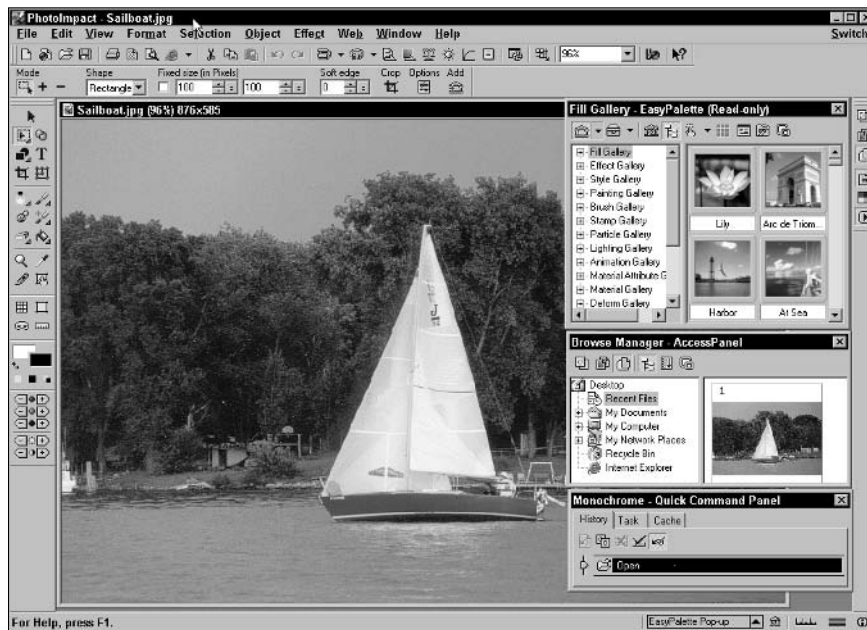 PhotoImpact - Sailboat.jpg
File Edit View Format Selection Object Effect Web Window Help Switch
96%
Mode Shape Fixed size (in Pixels) Soft edge Crop Options Add
Rectangle 100 100 0
Sailboat.jpg (96%) 876x585
Fill Gallery - EasyPalette (Read-only)
Fill Gallery
Effect Gallery
Style Gallery
Painting Gallery
Brush Gallery
Stamp Gallery
Particle Gallery
Lighting Gallery
Animation Gallery
Material Attribute G
Material Gallery
Deform Gallery
Lily Arc de Triom...
Harbor At Sea
Browse Manager - AccessPanel
Desktop
Recent Files
My Documents
My Computer
My Network Places
Recycle Bin
Internet Explorer
1
Monochrome - Quick Command Panel
History Task Cache
Open
For Help, press F1.
EasyPalette Pop-up